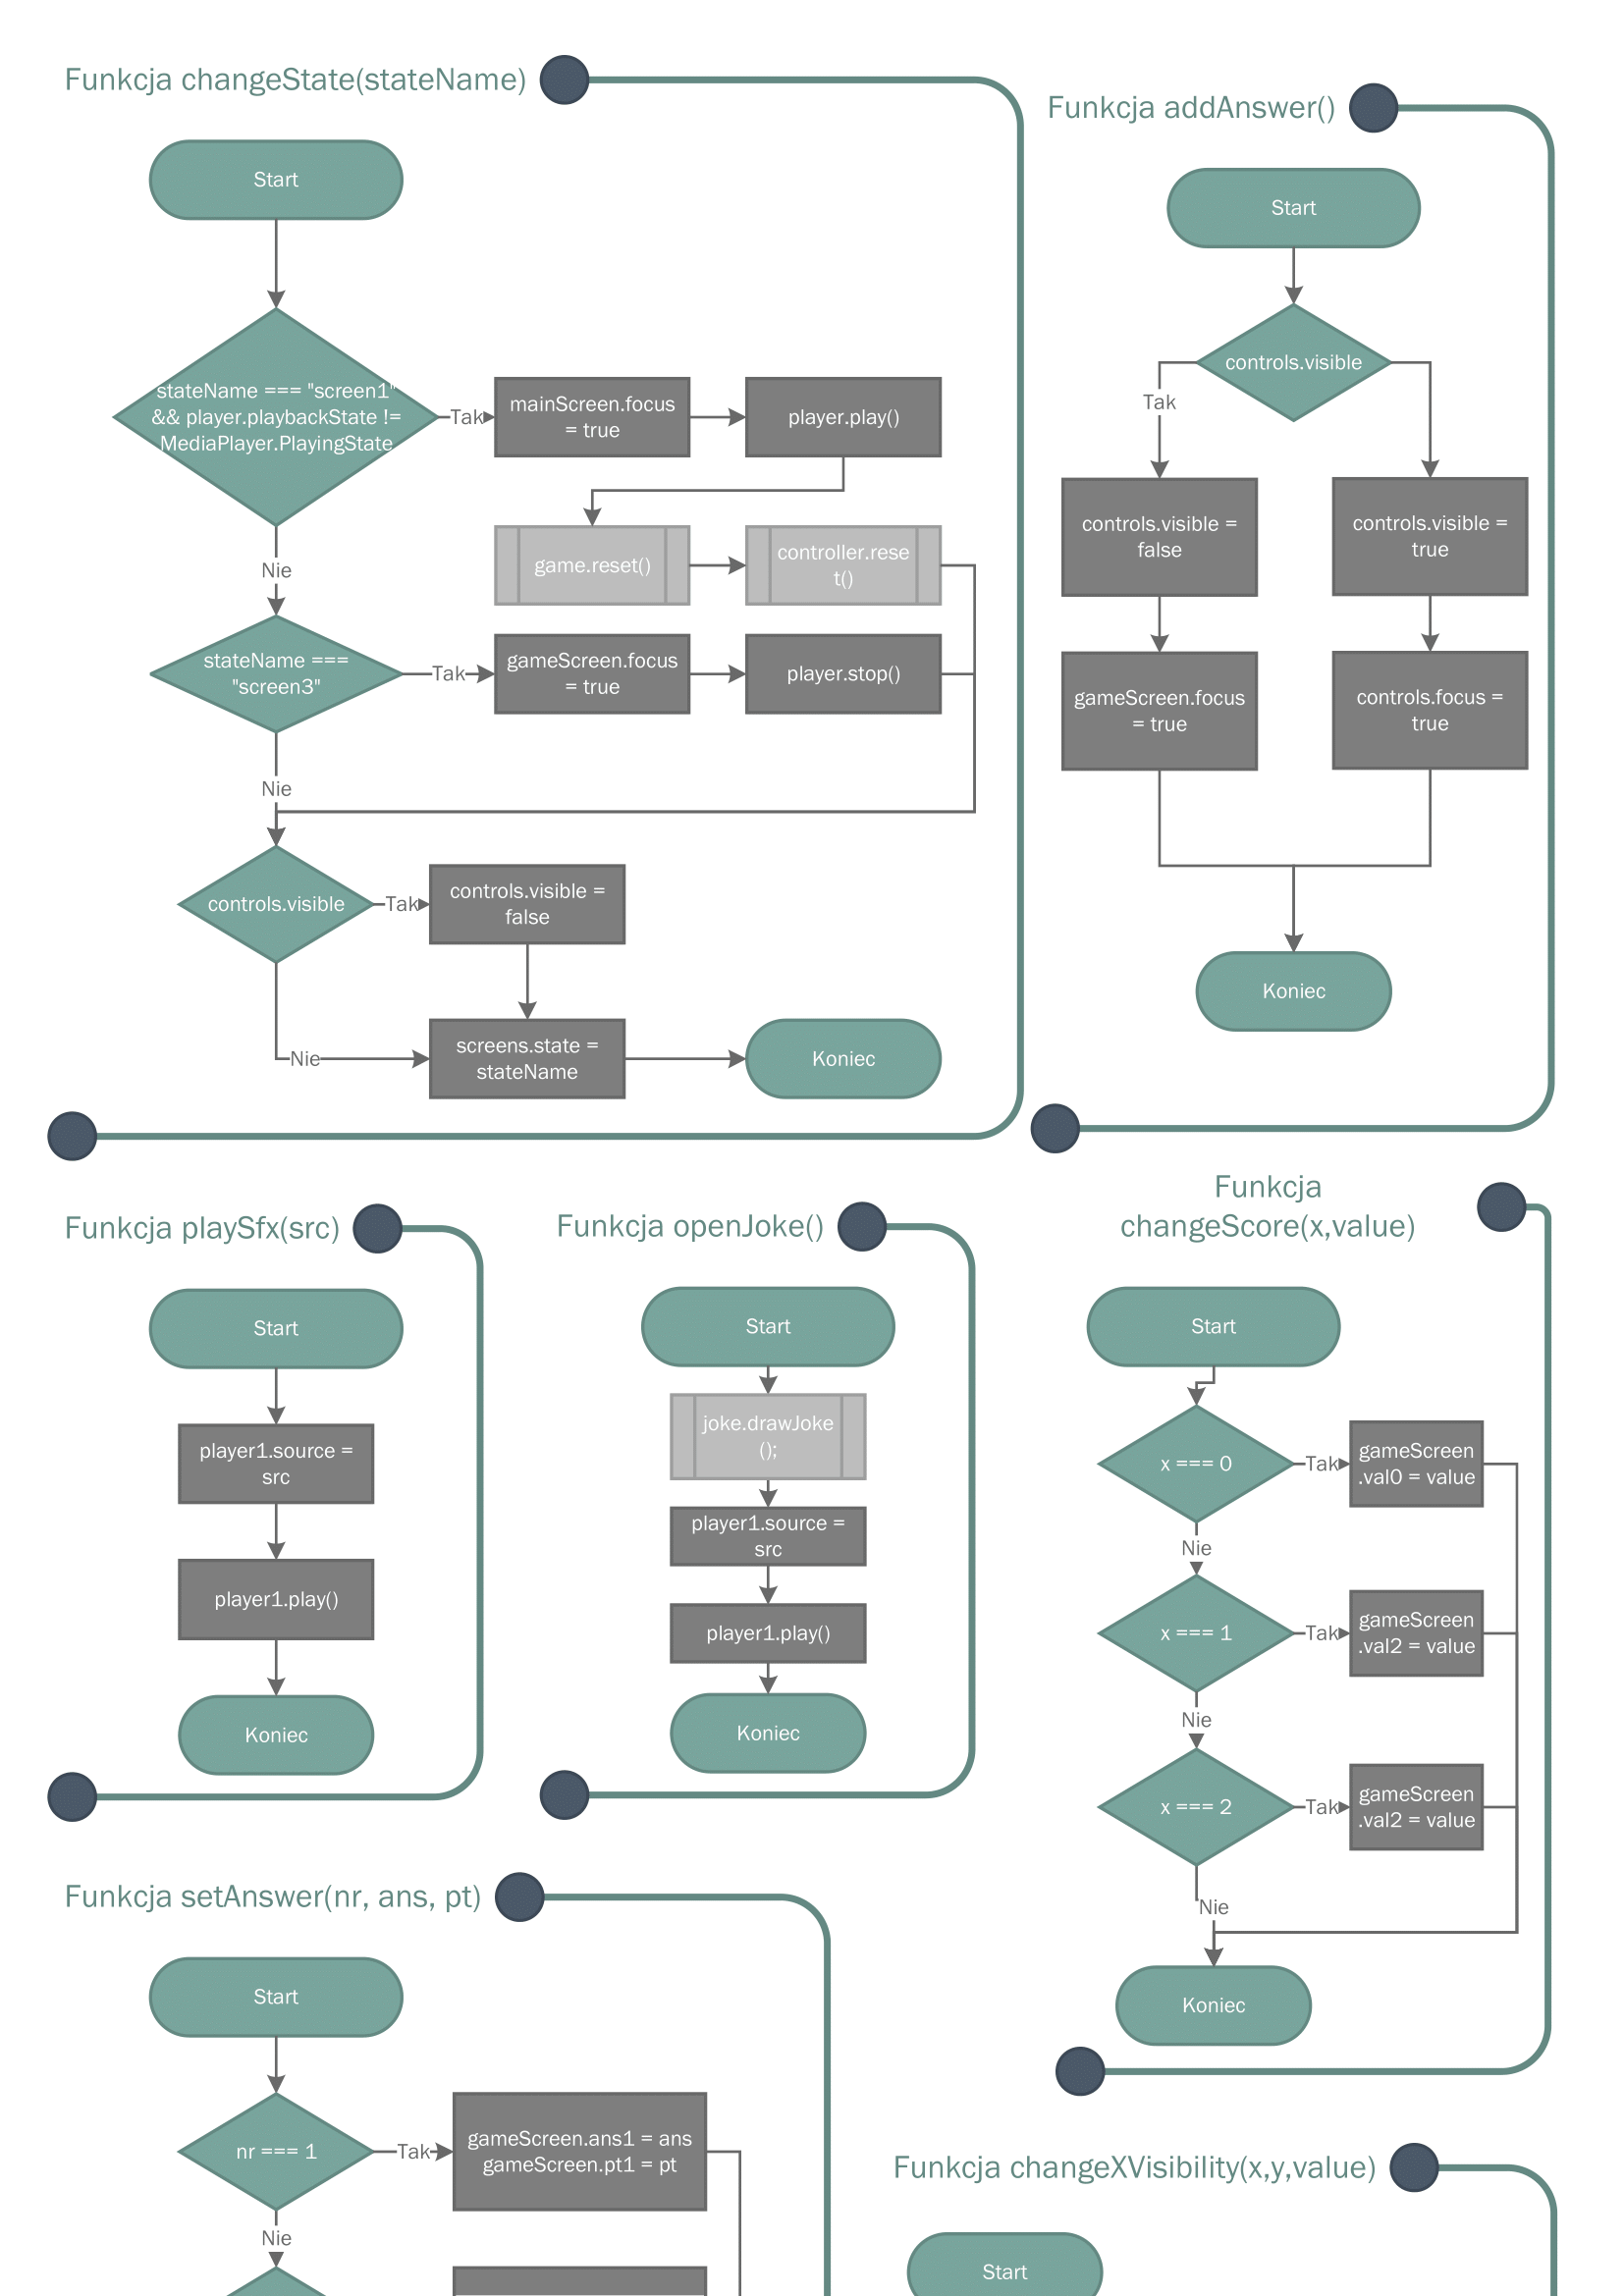 Funkcja changeState(stateName)
Start
stateName === "screen1"
&& player.playbackState !=
MediaPlayer.PlayingState
Tak
mainScreen.focus
= true
player.play()
game.reset()
controller.rese
t()
Nie
stateName ===
"screen3"
Tak
gameScreen.focus
= true
player.stop()
Nie
controls.visible
Tak
controls.visible =
false
Nie
screens.state =
stateName
Koniec
Funkcja addAnswer()
Start
controls.visible
Tak
controls.visible =
false
controls.visible =
true
gameScreen.focus
= true
controls.focus =
true
Koniec
Funkcja playSfx(src)
Start
player1.source =
src
player1.play()
Koniec
Funkcja openJoke()
Start
joke.drawJoke
();
player1.source =
src
player1.play()
Koniec
Funkcja
changeScore(x,value)
Start
x === 0
Tak
gameScreen
.val0 = value
Nie
x === 1
Tak
gameScreen
.val2 = value
Nie
x === 2
Tak
gameScreen
.val2 = value
Nie
Koniec
Funkcja setAnswer(nr, ans, pt)
Start
nr === 1
Tak
gameScreen.ans1 = ans
gameScreen.pt1 = pt
Nie
Funkcja changeXVisibility(x,y,value)
Start